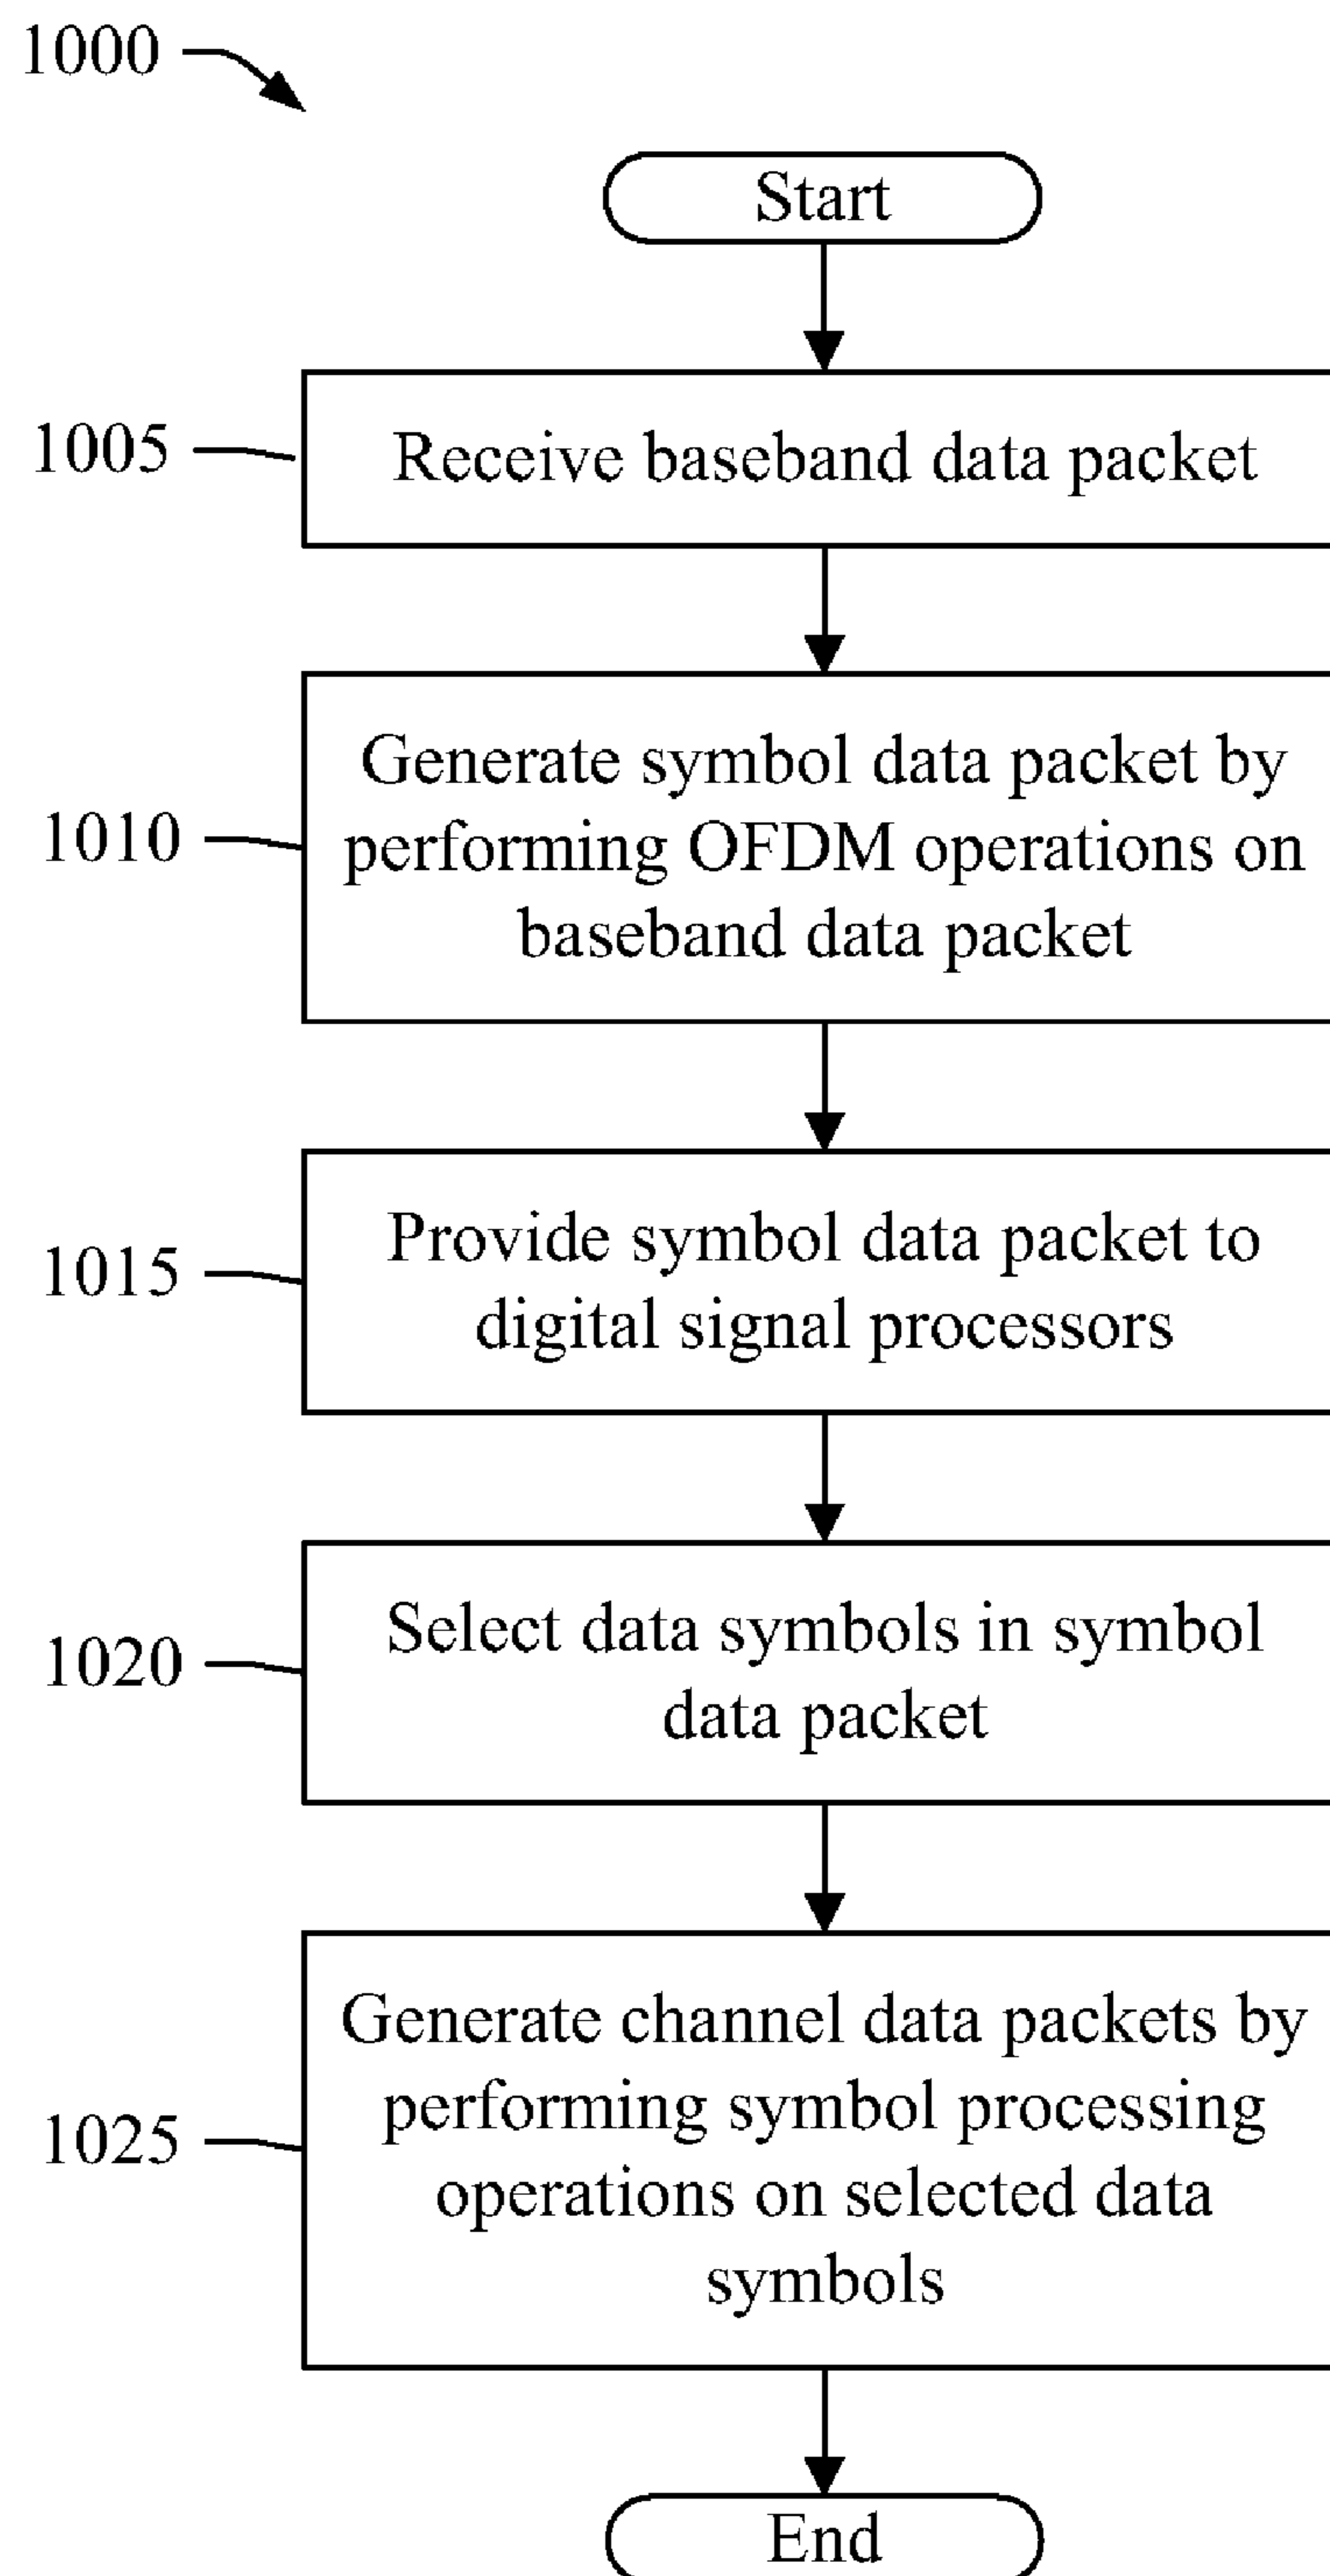 1000
Start
1005
Receive baseband data packet
1010
Generate symbol data packet by
performing OFDM operations on
baseband data packet
1015
Provide symbol data packet to
digital signal processors
1020
Select data symbols in symbol
data packet
1025
Generate channel data packets by
performing symbol processing
operations on selected data
symbols
End